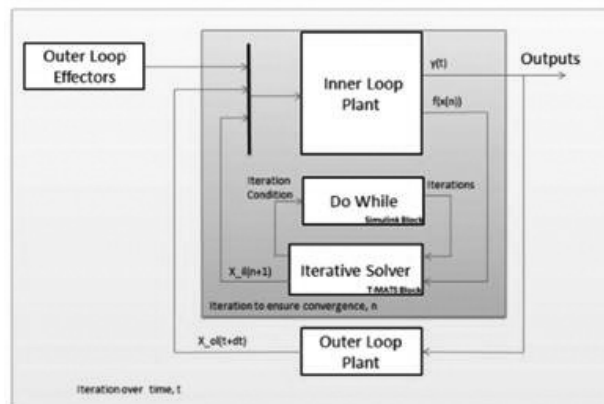 Outer Loop
Effectors
Inner Loop
Plant
y(t)
Outputs
f(x(n))
Iteration
Condition
Do While
Simulink Block
Iterations
Iterative Solver
T-MATS Block
X_il(n+1)
Iteration to ensure convergence, n
X_ol(t+dt)
Outer Loop
Plant
Iteration over time, t